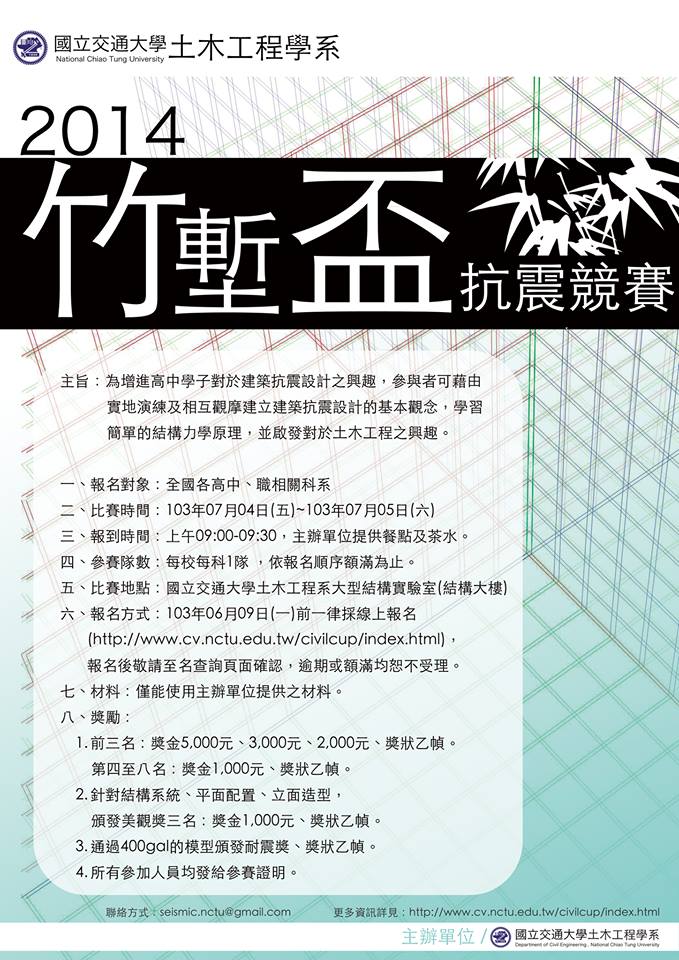 國立交通大學 土木工程學系
National Chiao Tung University
2014
竹塹盃 抗震競賽
主旨：為增進高中學子對於建築抗震設計之興趣，參與者可藉由
實地演練及相互觀摩建立建築抗震設計的基本觀念，學習
簡單的結構力學原理，並啟發對於土木工程之興趣。
一、報名對象：全國各高中、職相關科系
二、比賽時間：103年07月04日(五)~103年07月05日(六)
三、報到時間：上午09:00-09:30，主辦單位提供餐點及茶水。
四、參賽隊數：每校每科1隊 ，依報名順序額滿為止。
五、比賽地點：國立交通大學土木工程系大型結構實驗室(結構大樓)
六、報名方式：103年06月09日(一)前一律採線上報名
(http://www.cv.nctu.edu.tw/civilcup/index.html)，
報名後敬請至名查詢頁面確認，逾期或額滿均恕不受理。
七、材料：僅能使用主辦單位提供之材料。
八、獎勵：
1.前三名：獎金5,000元、3,000元、2,000元、獎狀乙幀。
第四至八名：獎金1,000元、獎狀乙幀。
2.針對結構系統、平面配置、立面造型，
頒發美觀獎三名：獎金1,000元、獎狀乙幀。
3.通過400gal的模型頒發耐震獎、獎狀乙幀。
4.所有參加人員均發給參賽證明。
聯絡方式：seismic.nctu@gmail.com 更多資訊詳見：http://www.cv.nctu.edu.tw/civilcup/index.html
主辦單位 / 國立交通大學土木工程學系
Department of Civil Engineering, National Chiao Tung University